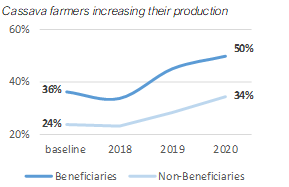 Cassava farmers increasing their production
60%
50%
36%
40%
34%
24%
20%
baseline 2018 2019 2020
Beneficiaries Non-Beneficiaries